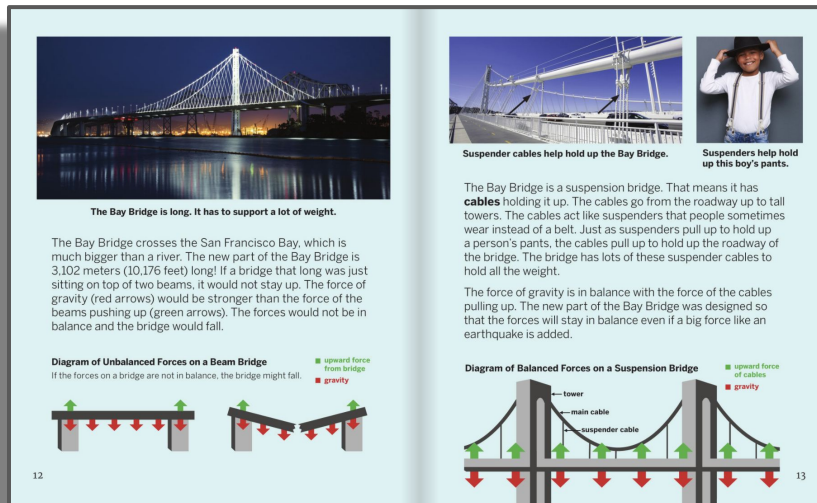 The Bay Bridge is long. It has to support a lot of weight.
The Bay Bridge crosses the San Francisco Bay, which is
much bigger than a river. The new part of the Bay Bridge is
3,102 meters (10,176 feet) long! If a bridge that long was just
sitting on top of two beams, it would not stay up. The force of
gravity (red arrows) would be stronger than the force of the
beams pushing up (green arrows). The forces would not be in
balance and the bridge would fall.
Diagram of Unbalanced Forces on a Beam Bridge
If the forces on a bridge are not in balance, the bridge might fall.
upward force
from bridge
gravity
12
Suspender cables help hold up the Bay Bridge.
Suspenders help hold
up this boy's pants.
The Bay Bridge is a suspension bridge. That means it has
cables holding it up. The cables go from the roadway up to tall
towers. The cables act like suspenders that people sometimes
wear instead of a belt. Just as suspenders pull up to hold up
a person's pants, the cables pull up to hold up the roadway of
the bridge. The bridge has lots of these suspender cables to
hold all the weight.
The force of gravity is in balance with the force of the cables
pulling up. The new part of the Bay Bridge was designed so
that the forces will stay in balance even if a big force like an
earthquake is added.
Diagram of Balanced Forces on a Suspension Bridge
upward force
of cables
gravity
tower
main cable
suspender cable
13